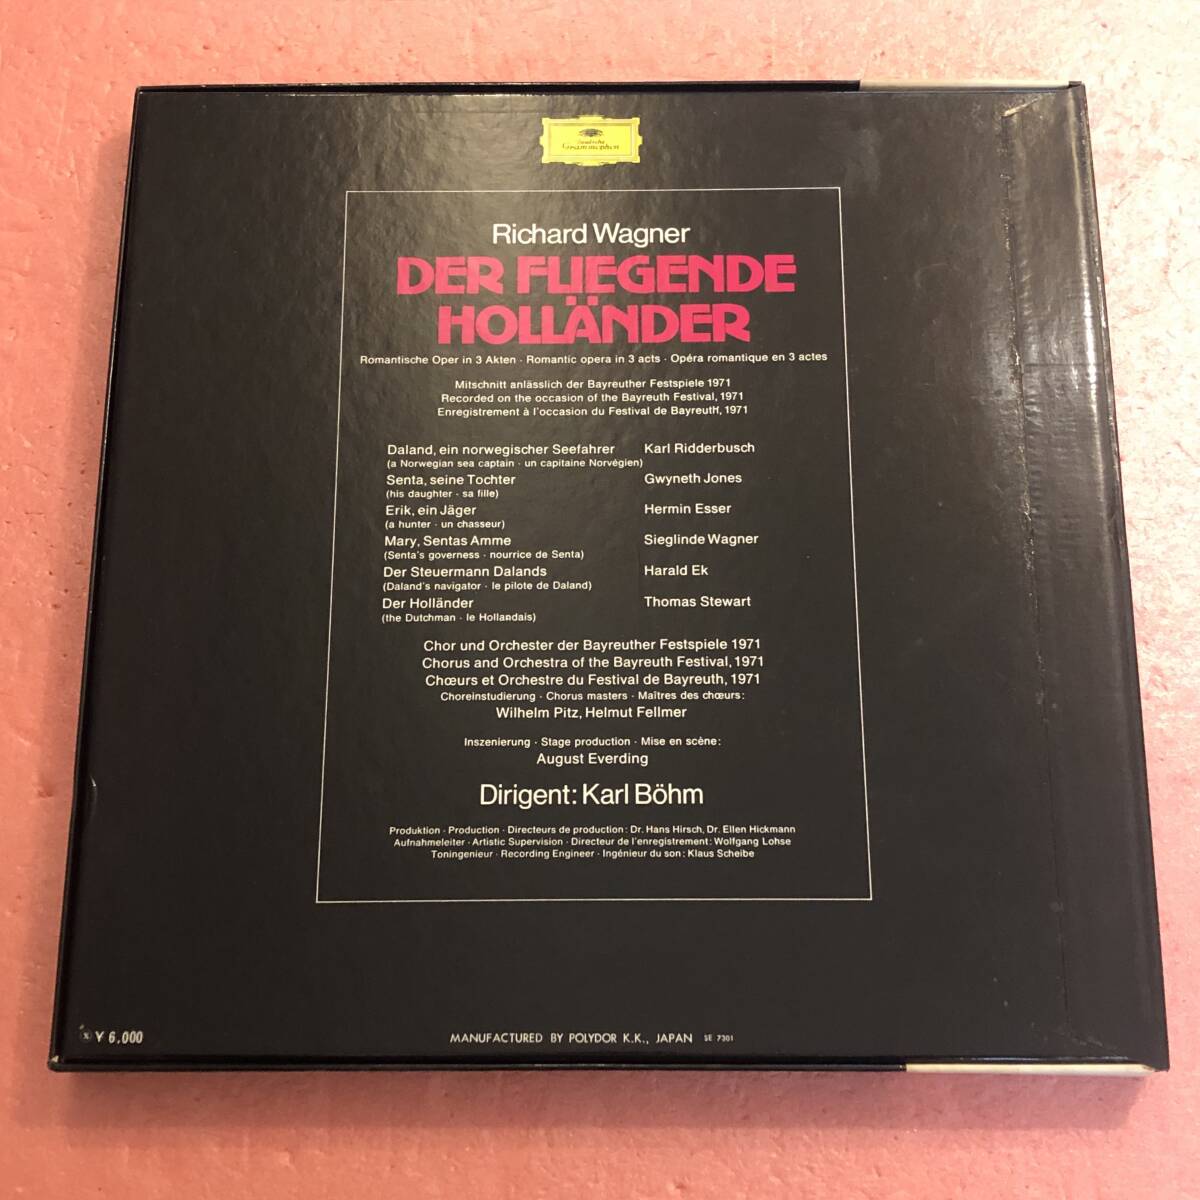 Deutsche
Grammophon
Richard Wagner
DER FLIEGENDE
HOLLÄNDER
Romantische Oper in 3 Akten · Romantic opera in 3 acts · Opéra romantique en 3 actes
Mitschnitt anlässlich der Bayreuther Festspiele 1971
Recorded on the occasion of the Bayreuth Festival, 1971
Enregistrement à l'occasion du Festival de Bayreuth, 1971
Daland, ein norwegischer Seefahrer Karl Ridderbusch
(a Norwegian sea captain · un capitaine Norvégien)
Senta, seine Tochter Gwyneth Jones
(his daughter · sa fille)
Erik, ein Jäger Hermin Esser
(a hunter · un chasseur)
Mary, Sentas Amme Sieglinde Wagner
(Senta's governess · nourrice de Senta)
Der Steuermann Dalands Harald Ek
(Daland's navigator · le pilote de Daland)
Der Holländer Thomas Stewart
(the Dutchman · le Hollandais)
Chor und Orchester der Bayreuther Festspiele 1971
Chorus and Orchestra of the Bayreuth Festival, 1971
Chœurs et Orchestre du Festival de Bayreuth, 1971
Choreinstudierung · Chorus masters · Maîtres des chœurs:
Wilhelm Pitz, Helmut Fellmer
Inszenierung · Stage production · Mise en scène:
August Everding
Dirigent: Karl Böhm
Produktion · Production · Directeurs de production: Dr. Hans Hirsch, Dr. Ellen Hickmann
Aufnahmeleiter · Artistic Supervision · Directeur de l'enregistrement: Wolfgang Lohse
Toningenieur · Recording Engineer · Ingénieur du son: Klaus Scheibe
Ⓧ ¥ 6,000
MANUFACTURED BY POLYDOR K.K., JAPAN SE 7301